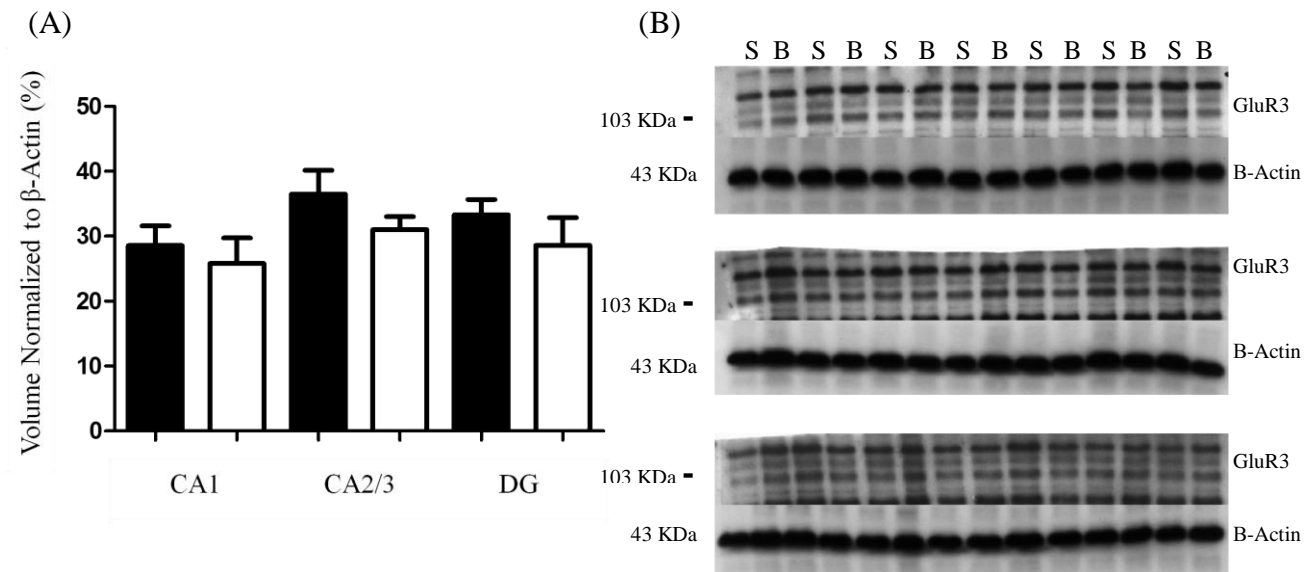 (A)
Volume Normalized to β-Actin (%)
50
40
30
20
10
0
CA1 CA2/3 DG
(B)
S B S B S B S B S B S B S B
GluR3
103 KDa
43 KDa B-Actin
GluR3
103 KDa
43 KDa B-Actin
GluR3
103 KDa
43 KDa B-Actin